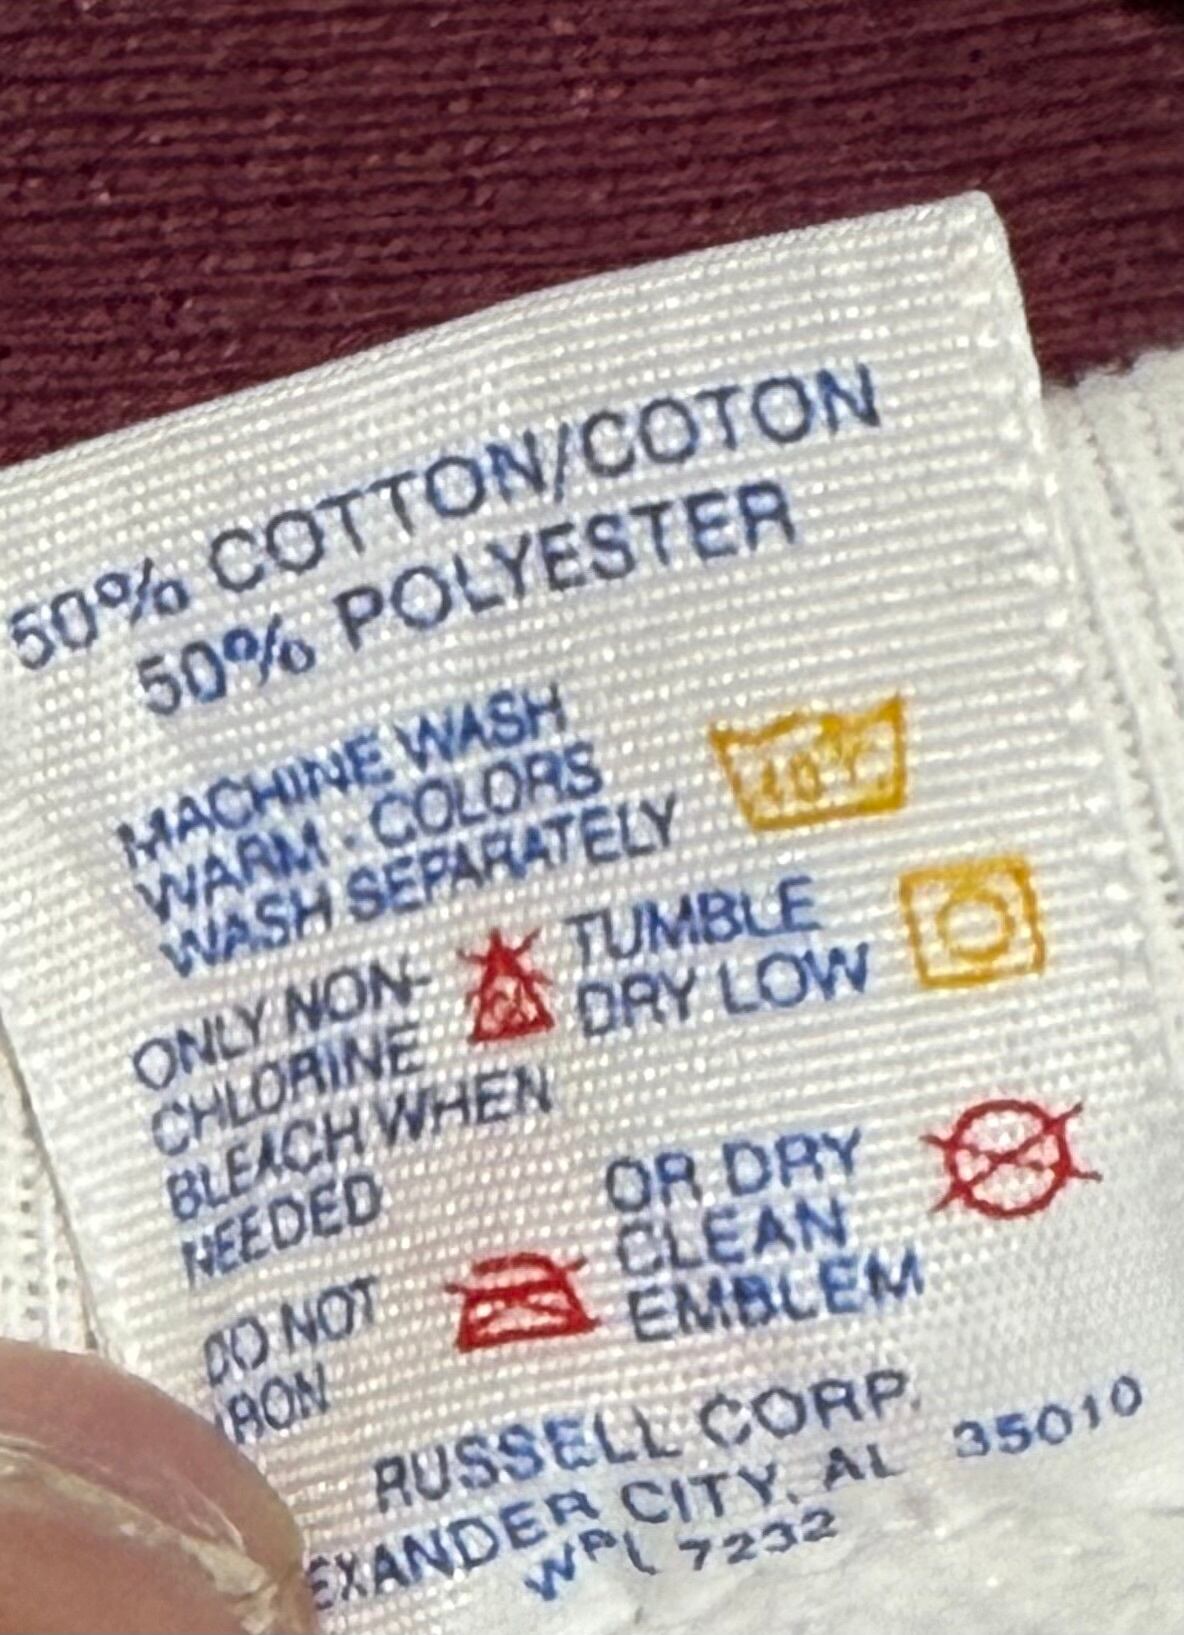 50% COTTON/COTON
50% POLYESTER
MACHINE WASH
WARM - COLORS
WASH SEPARATELY
ONLY NON-
CHLORINE
BLEACH WHEN
NEEDED
TUMBLE
DRY LOW
DO NOT
IRON
OR DRY
CLEAN
EMBLEM
RUSSELL CORP.
EXANDER CITY, AL 35010
WPL 7232